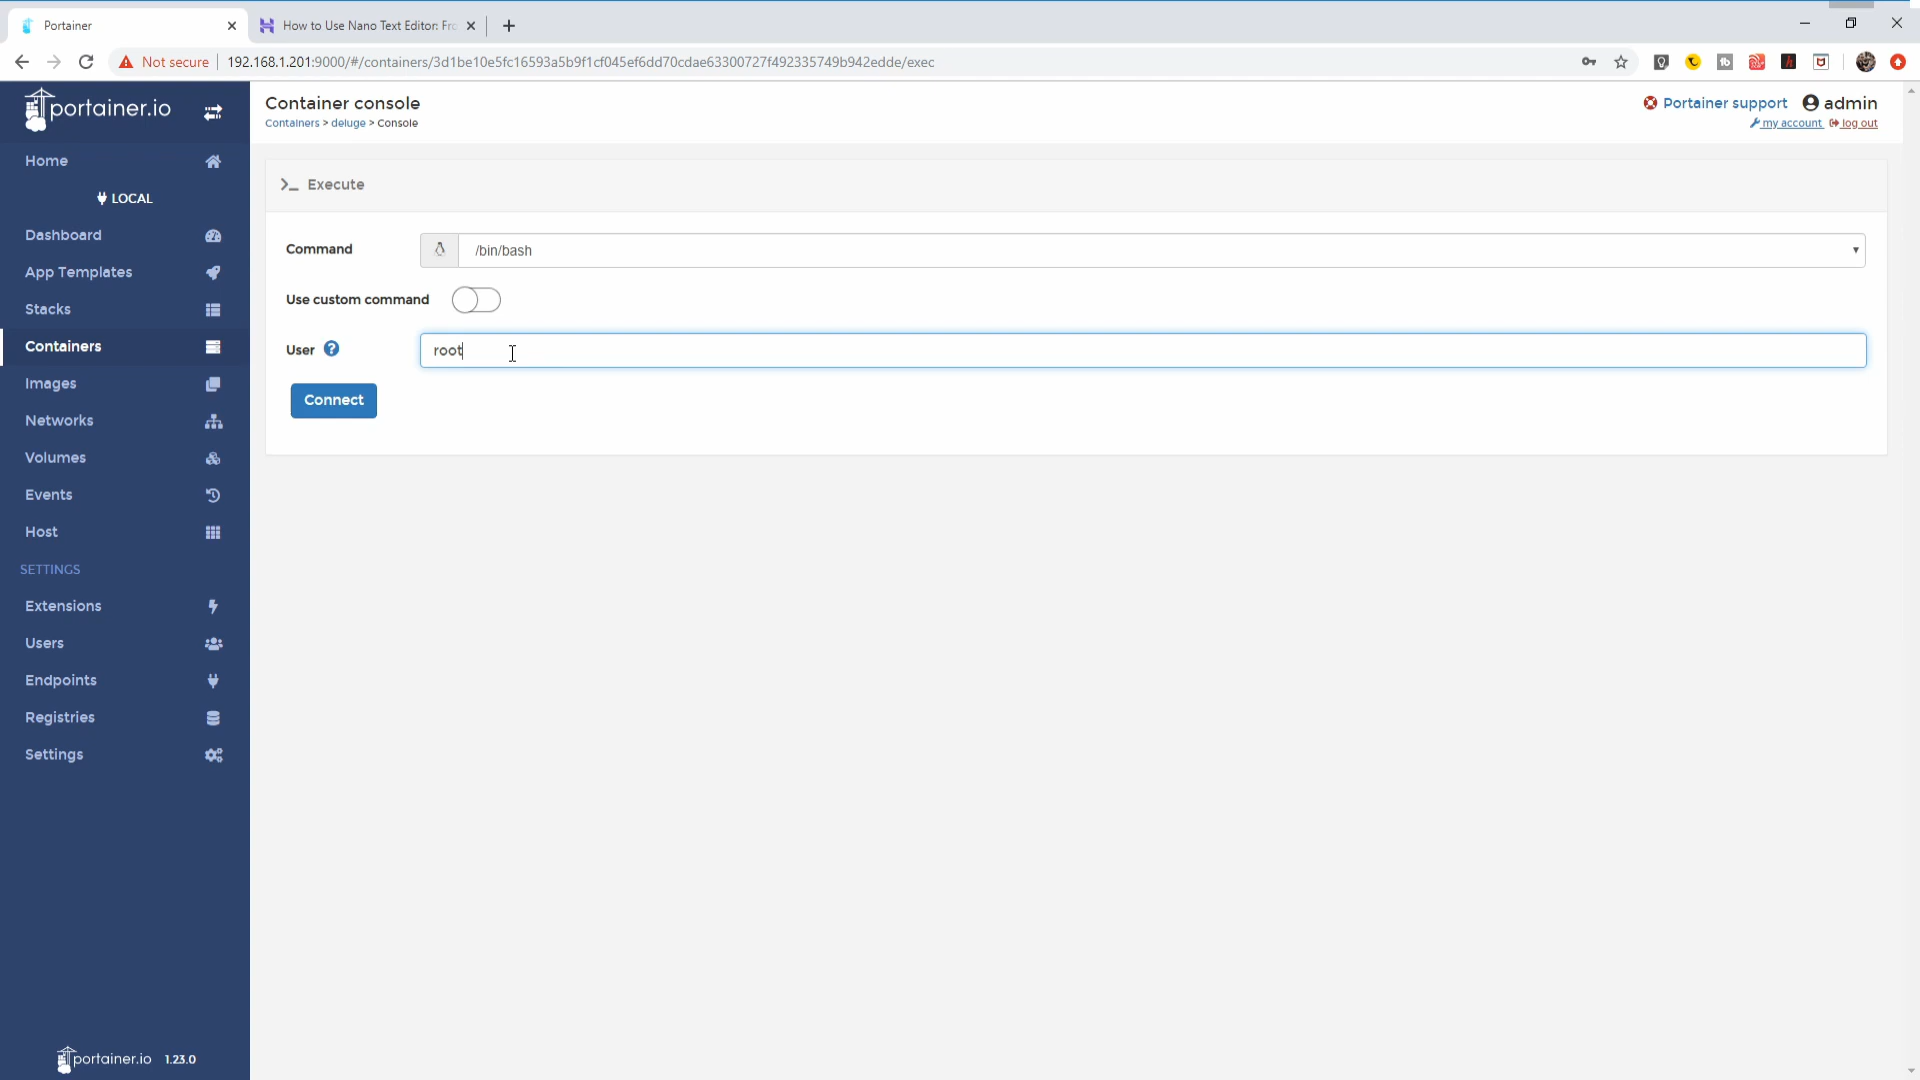 Portainer
How to Use Nano Text Editor: Fro
Not secure
192.168.1.201:9000/#/containers/3d1be10e5fc16593a5b9f1cf045ef6dd70cdae63300727f492335749b942edde/exec
portainer.io
Home
LOCAL
Dashboard
App Templates
Stacks
Containers
Images
Networks
Volumes
Events
Host
SETTINGS
Extensions
Users
Endpoints
Registries
Settings
portainer.io 1.23.0
Container console
Containers > deluge > Console
Portainer support admin
my account log out
>_ Execute
Command /bin/bash
Use custom command
User ? root
Connect